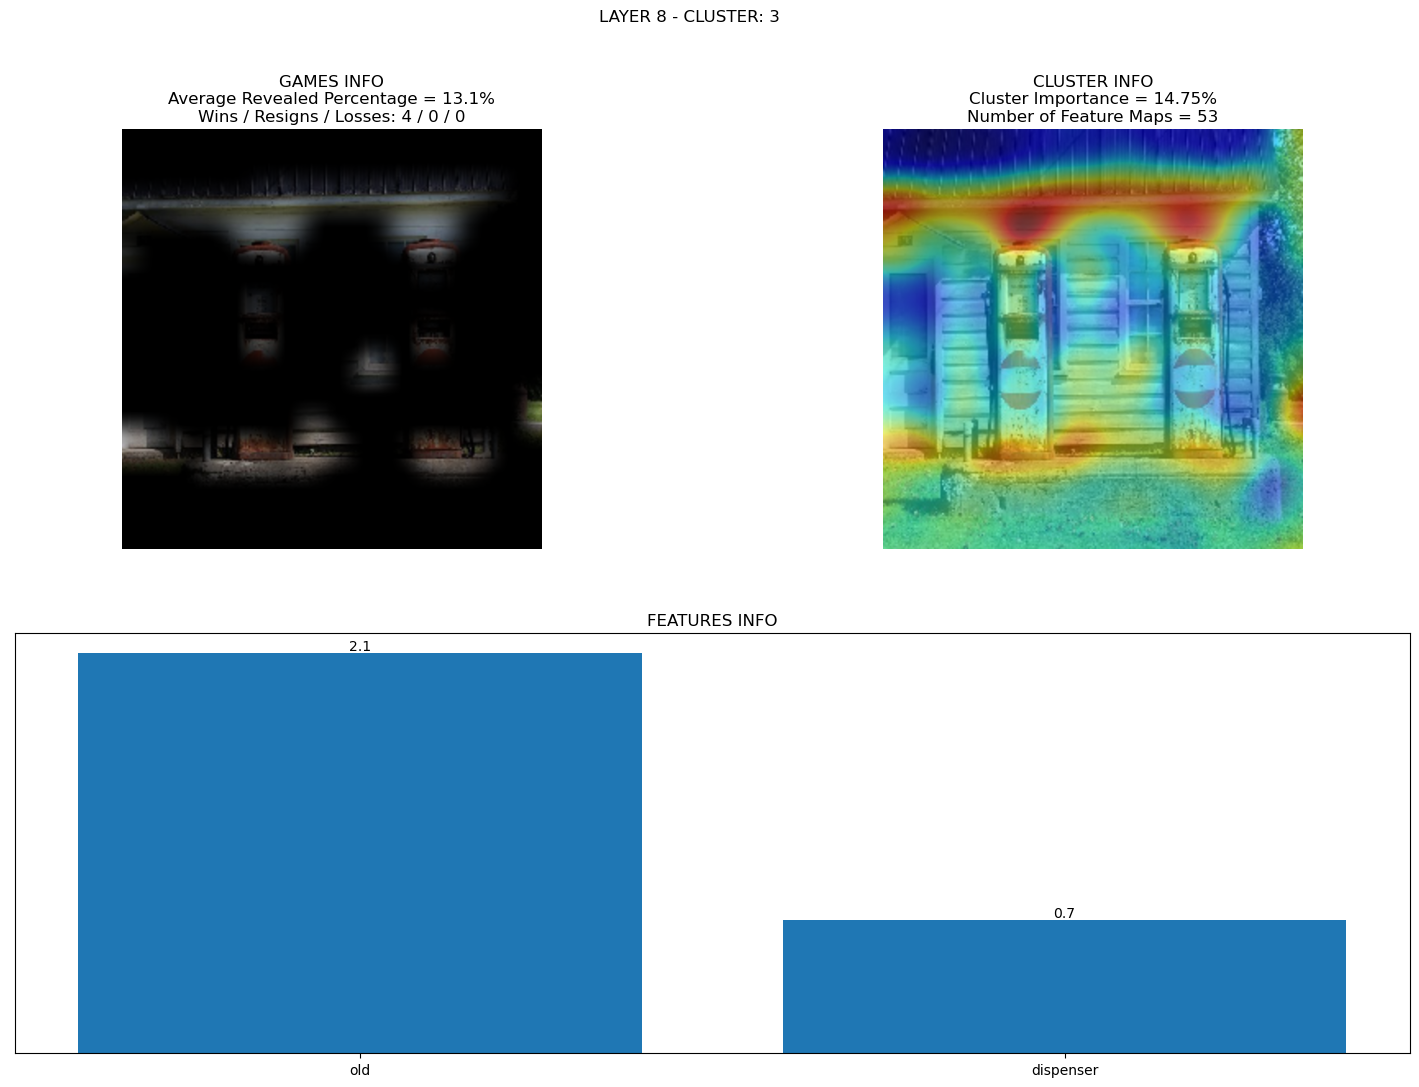 LAYER 8 - CLUSTER: 3
GAMES INFO
Average Revealed Percentage = 13.1%
Wins / Resigns / Losses: 4 / 0 / 0
CLUSTER INFO
Cluster Importance = 14.75%
Number of Feature Maps = 53
FEATURES INFO
2.1
0.7
old
dispenser